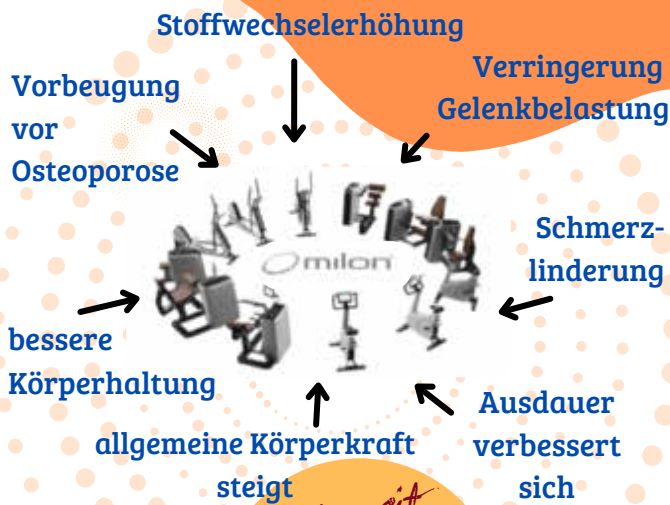 Stoffwechselerhöhung
Verringerung
Gelenkbelastung
Vorbeugung
vor
Osteoporose
Schmerz-
linderung
milon
bessere
Körperhaltung
Ausdauer
verbessert
sich
allgemeine Körperkraft
steigt